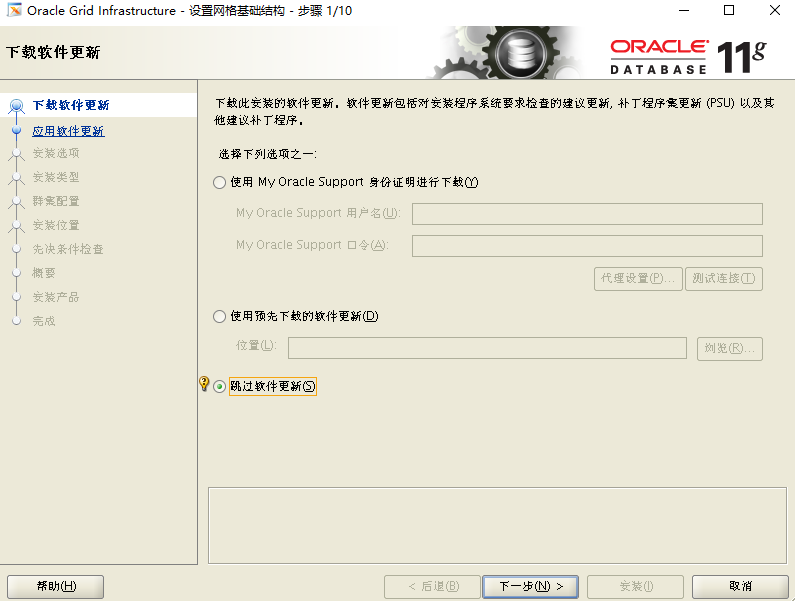 Oracle Grid Infrastructure - 设置网格基础结构 - 步骤 1/10
下载软件更新
ORACLE
DATABASE 11g
下载软件更新
应用软件更新
安装选项
安装类型
群集配置
安装位置
先决条件检查
概要
安装产品
完成
下载此安装的软件更新。软件更新包括对安装程序系统要求检查的建议更新, 补丁程序集更新 (PSU) 以及其
他建议补丁程序。
选择下列选项之一:
使用 My Oracle Support 身份证明进行下载(Y)
My Oracle Support 用户名(U):
My Oracle Support 口令(A):
代理设置(P)... 测试连接(T)
使用预先下载的软件更新(D)
位置(L): 浏览(R)...
跳过软件更新(S)
帮助(H) < 后退(B) 下一步(N) > 安装(I) 取消